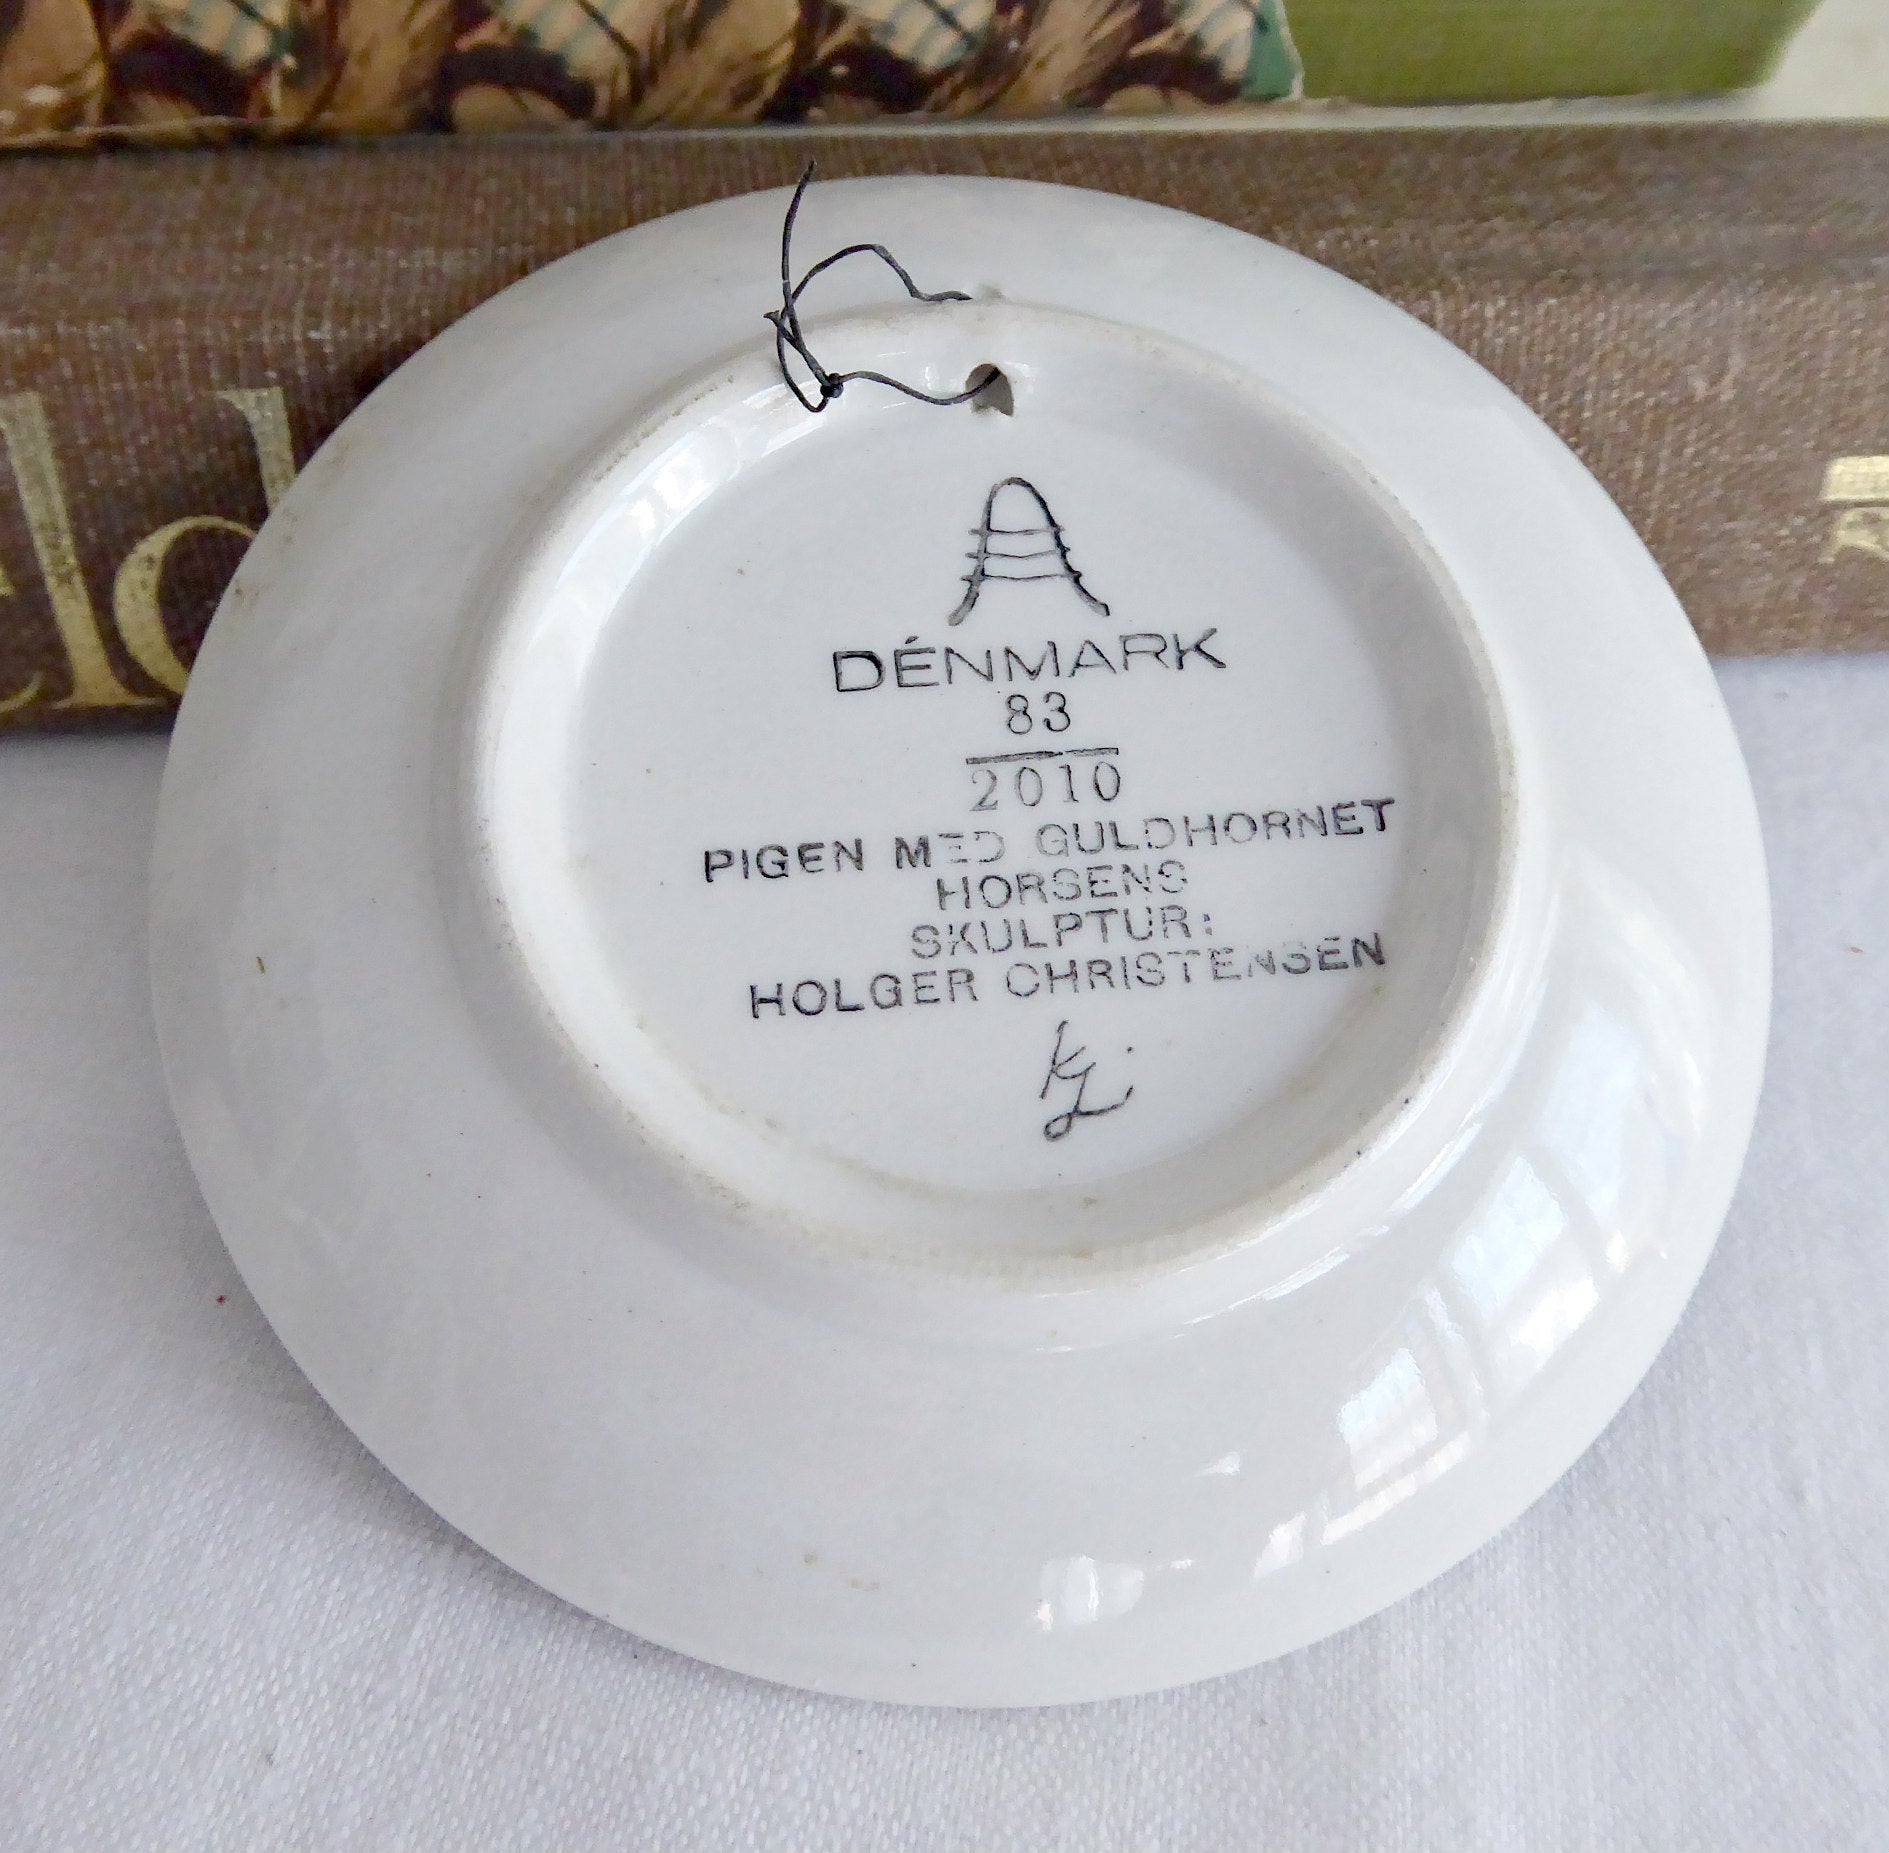 DÉNMARK
83
2010
PIGEN MED GULDHORNET
HORSENS
SKULPTUR:
HOLGER CHRISTENSEN